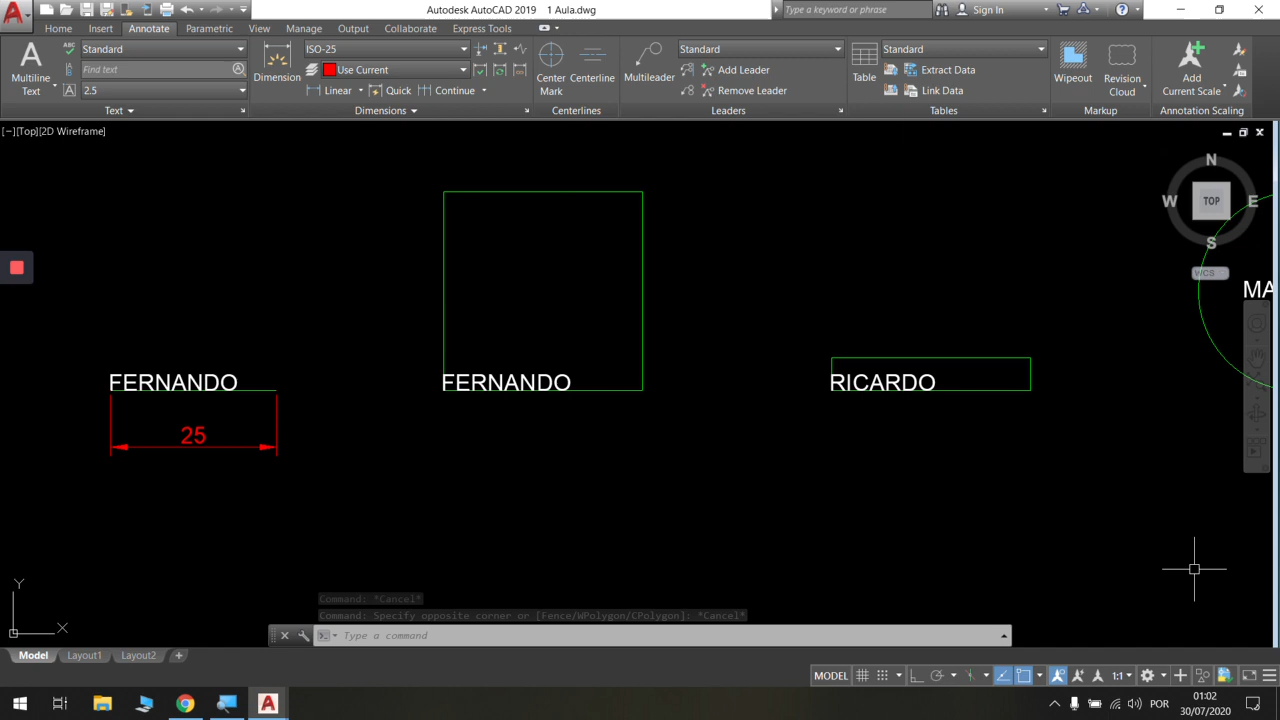 Autodesk AutoCAD 2019 1 Aula.dwg
Type a keyword or phrase
Sign In
Home Insert Annotate Parametric View Manage Output Collaborate Express Tools
Multiline Text
ABC
Standard
Find text
2.5
Text
Dimension
ISO-25
Use Current
Linear Quick Continue
Dimensions
Center Mark
Centerline
Centerlines
Multileader
Standard
Add Leader
Remove Leader
Leaders
Table
Standard
Extract Data
Link Data
Tables
Wipeout
Revision Cloud
Markup
Add Current Scale
Annotation Scaling
[−][Top][2D Wireframe]
N
W TOP E
S
WCS
MA
FERNANDO FERNANDO RICARDO
25
Y
X
Command: *Cancel*
Command: Specify opposite corner or [Fence/WPolygon/CPolygon]: *Cancel*
Type a command
Model Layout1 Layout2 +
MODEL 1:1
POR
01:02
30/07/2020